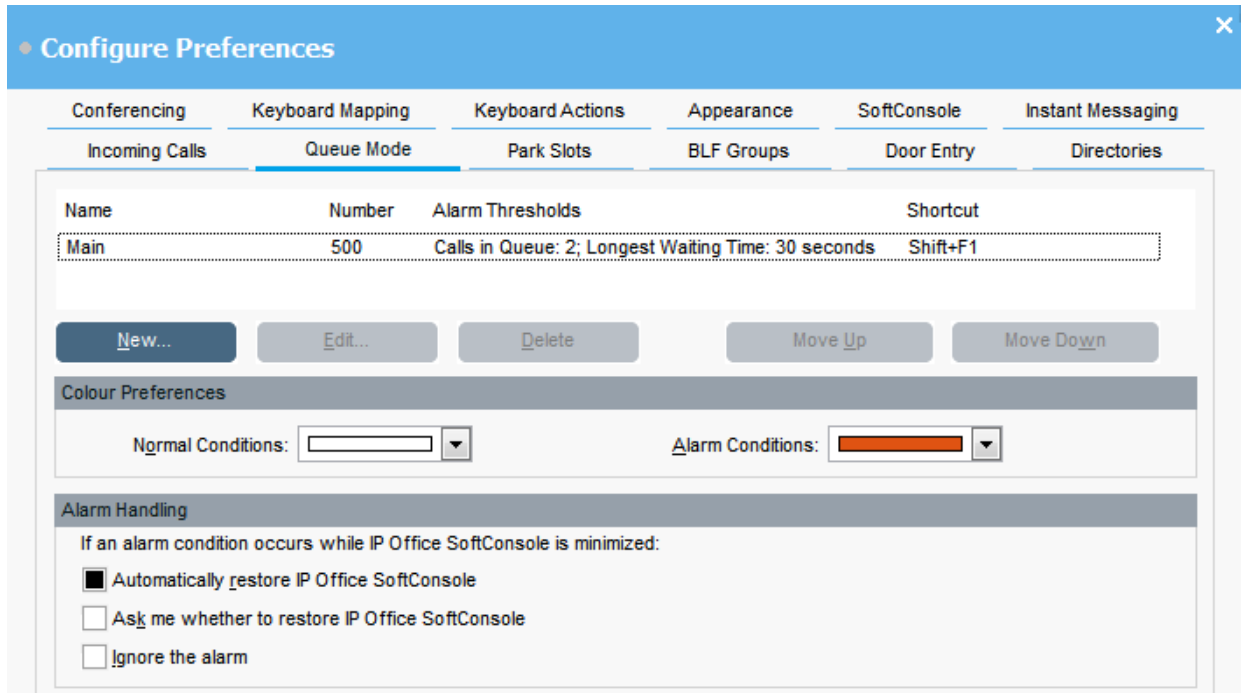 Configure Preferences
Conferencing Keyboard Mapping Keyboard Actions Appearance SoftConsole Instant Messaging
Incoming Calls Queue Mode Park Slots BLF Groups Door Entry Directories
Name Number Alarm Thresholds Shortcut
Main 500 Calls in Queue: 2; Longest Waiting Time: 30 seconds Shift+F1
New... Edit... Delete Move Up Move Down
Colour Preferences
Normal Conditions: Alarm Conditions:
Alarm Handling
If an alarm condition occurs while IP Office SoftConsole is minimized:
Automatically restore IP Office SoftConsole
Ask me whether to restore IP Office SoftConsole
Ignore the alarm